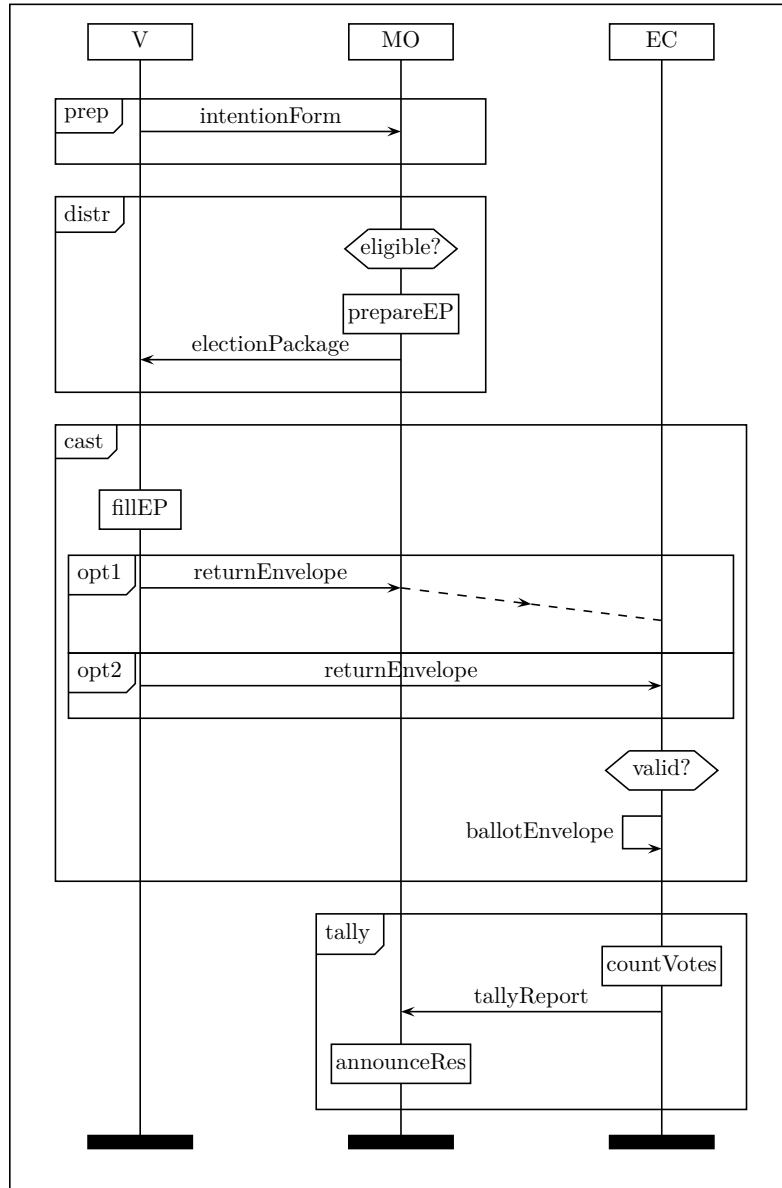 V MO EC
prep
intentionForm
distr
eligible?
prepareEP
electionPackage
cast
fillEP
opt1
returnEnvelope
opt2
returnEnvelope
valid?
ballotEnvelope
tally
countVotes
tallyReport
announceRes